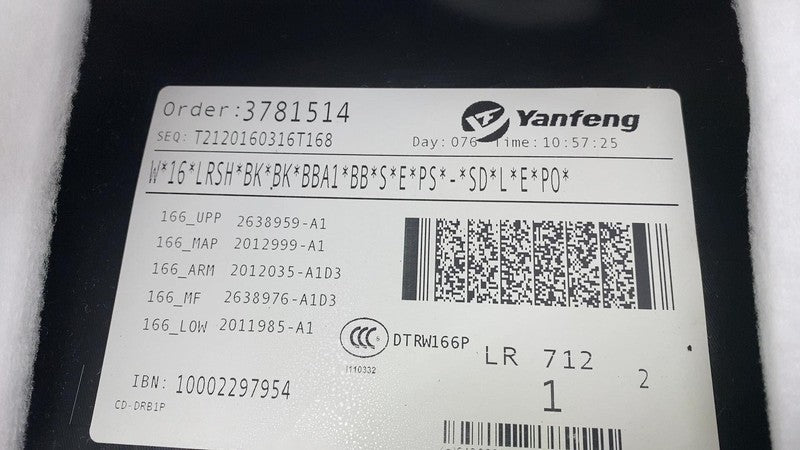 Order:3781514
Yanfeng
SEQ: T2120160316T168
Day: 076 Time: 10:57:25
W*16*LRSH*BK*BK*BBA1*BB*S*E*PS*-*SD*L*E*PO*
166_UPP 2638959-A1
166_MAP 2012999-A1
166_ARM 2012035-A1D3
166_MF 2638976-A1D3
166_LOW 2011985-A1
CCC DTRW166P
I110332
LR 712
1
2
IBN: 10002297954
CD-DRB1P